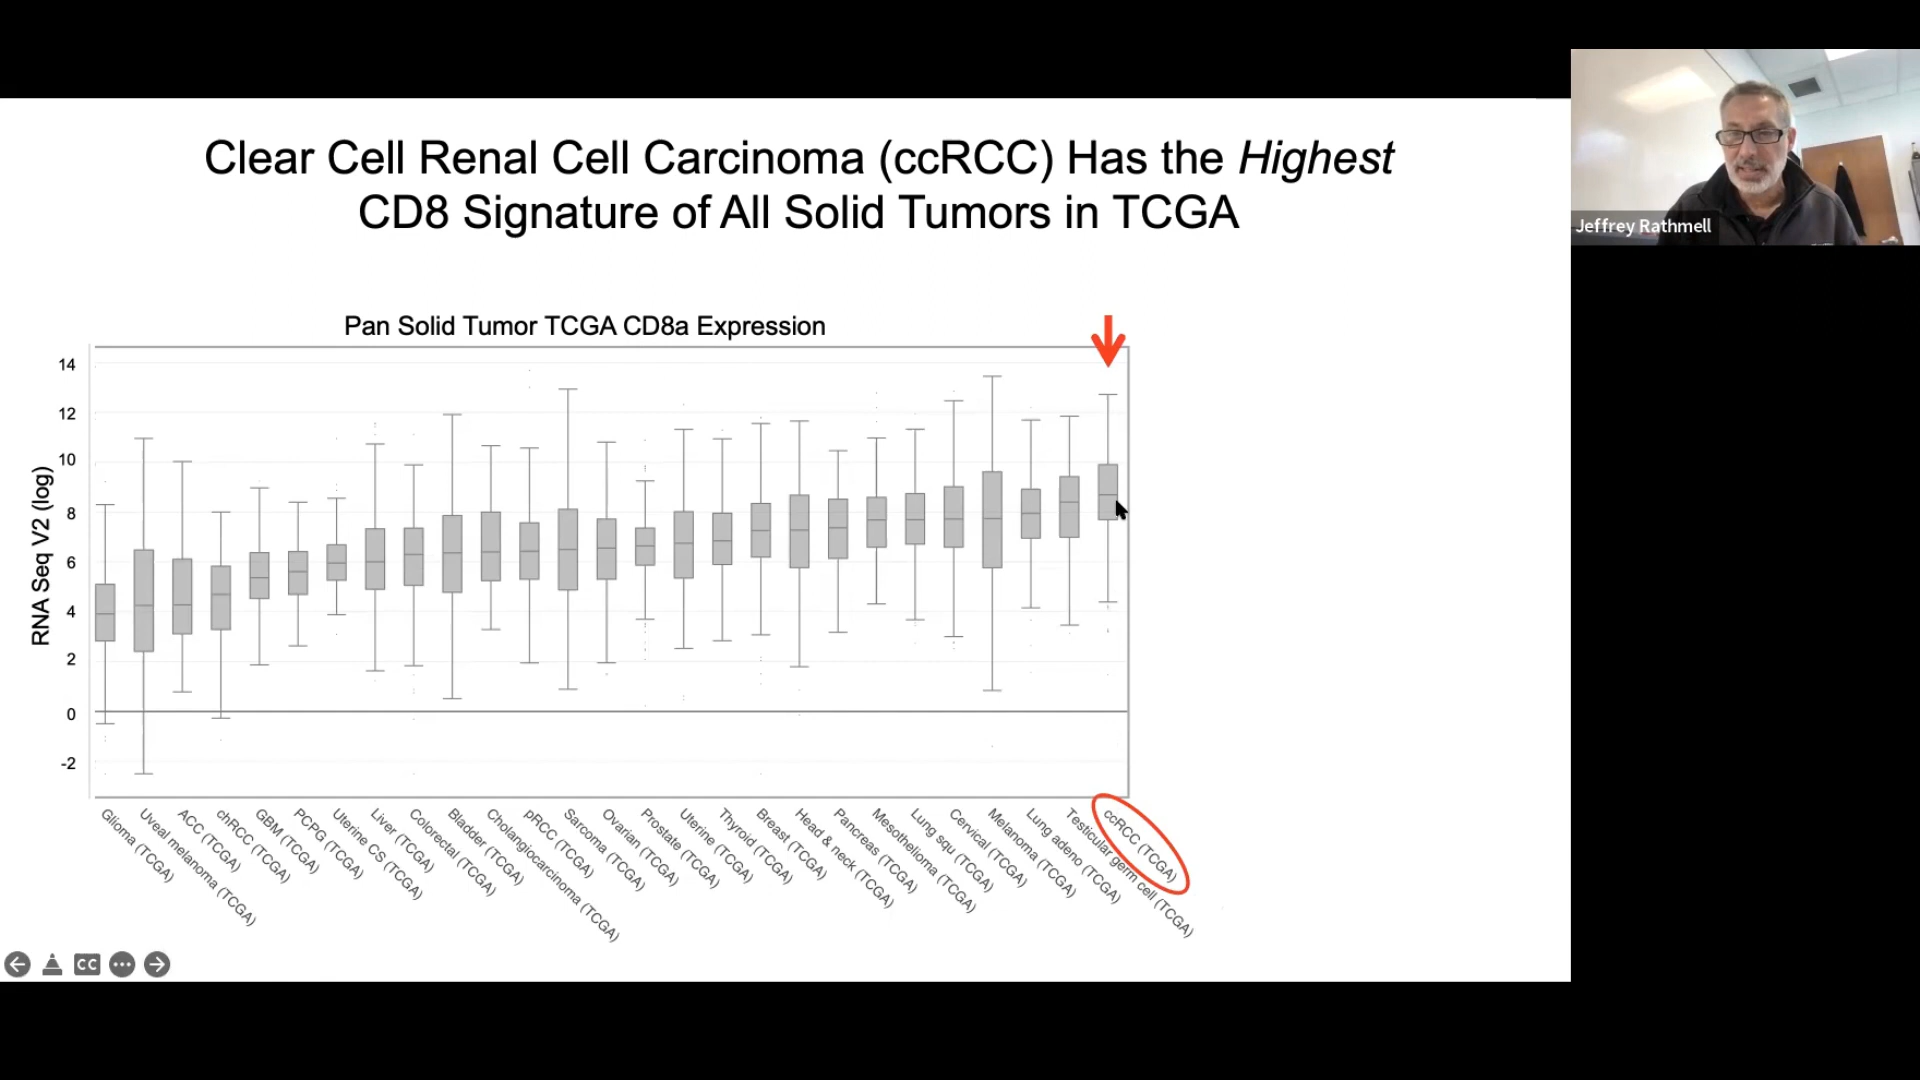 Clear Cell Renal Cell Carcinoma (ccRCC) Has the Highest
CD8 Signature of All Solid Tumors in TCGA
Jeffrey Rathmell
Pan Solid Tumor TCGA CD8a Expression
RNA Seq V2 (log)
14
12
10
8
6
4
2
0
-2
Glioma (TCGA)
Uveal melanoma (TCGA)
ACC (TCGA)
chRCC (TCGA)
GBM (TCGA)
PCPG (TCGA)
Uterine CS (TCGA)
Liver (TCGA)
Colorectal (TCGA)
Bladder (TCGA)
Cholangiocarcinoma (TCGA)
pRCC (TCGA)
Sarcoma (TCGA)
Ovarian (TCGA)
Prostate (TCGA)
Uterine (TCGA)
Thyroid (TCGA)
Breast (TCGA)
Head & neck (TCGA)
Pancreas (TCGA)
Mesothelioma (TCGA)
Lung squ (TCGA)
Cervical (TCGA)
Melanoma (TCGA)
Lung adeno (TCGA)
Testicular germ cell (TCGA)
ccRCC (TCGA)
CC